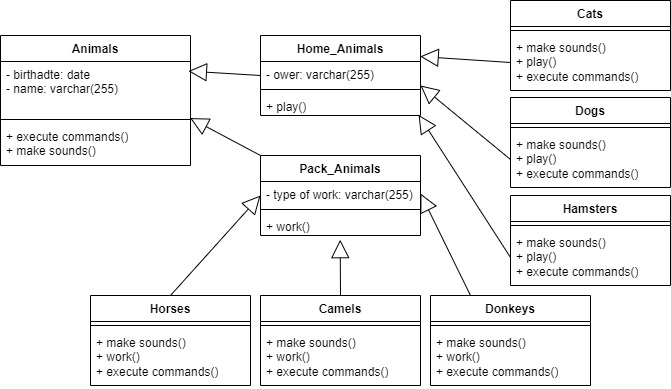 Animals
- birthadte: date
- name: varchar(255)
+ execute commands()
+ make sounds()
Home_Animals
- ower: varchar(255)
+ play()
Cats
+ make sounds()
+ play()
+ execute commands()
Dogs
+ make sounds()
+ play()
+ execute commands()
Hamsters
+ make sounds()
+ play()
+ execute commands()
Pack_Animals
- type of work: varchar(255)
+ work()
Horses
+ make sounds()
+ work()
+ execute commands()
Camels
+ make sounds()
+ work()
+ execute commands()
Donkeys
+ make sounds()
+ work()
+ execute commands()